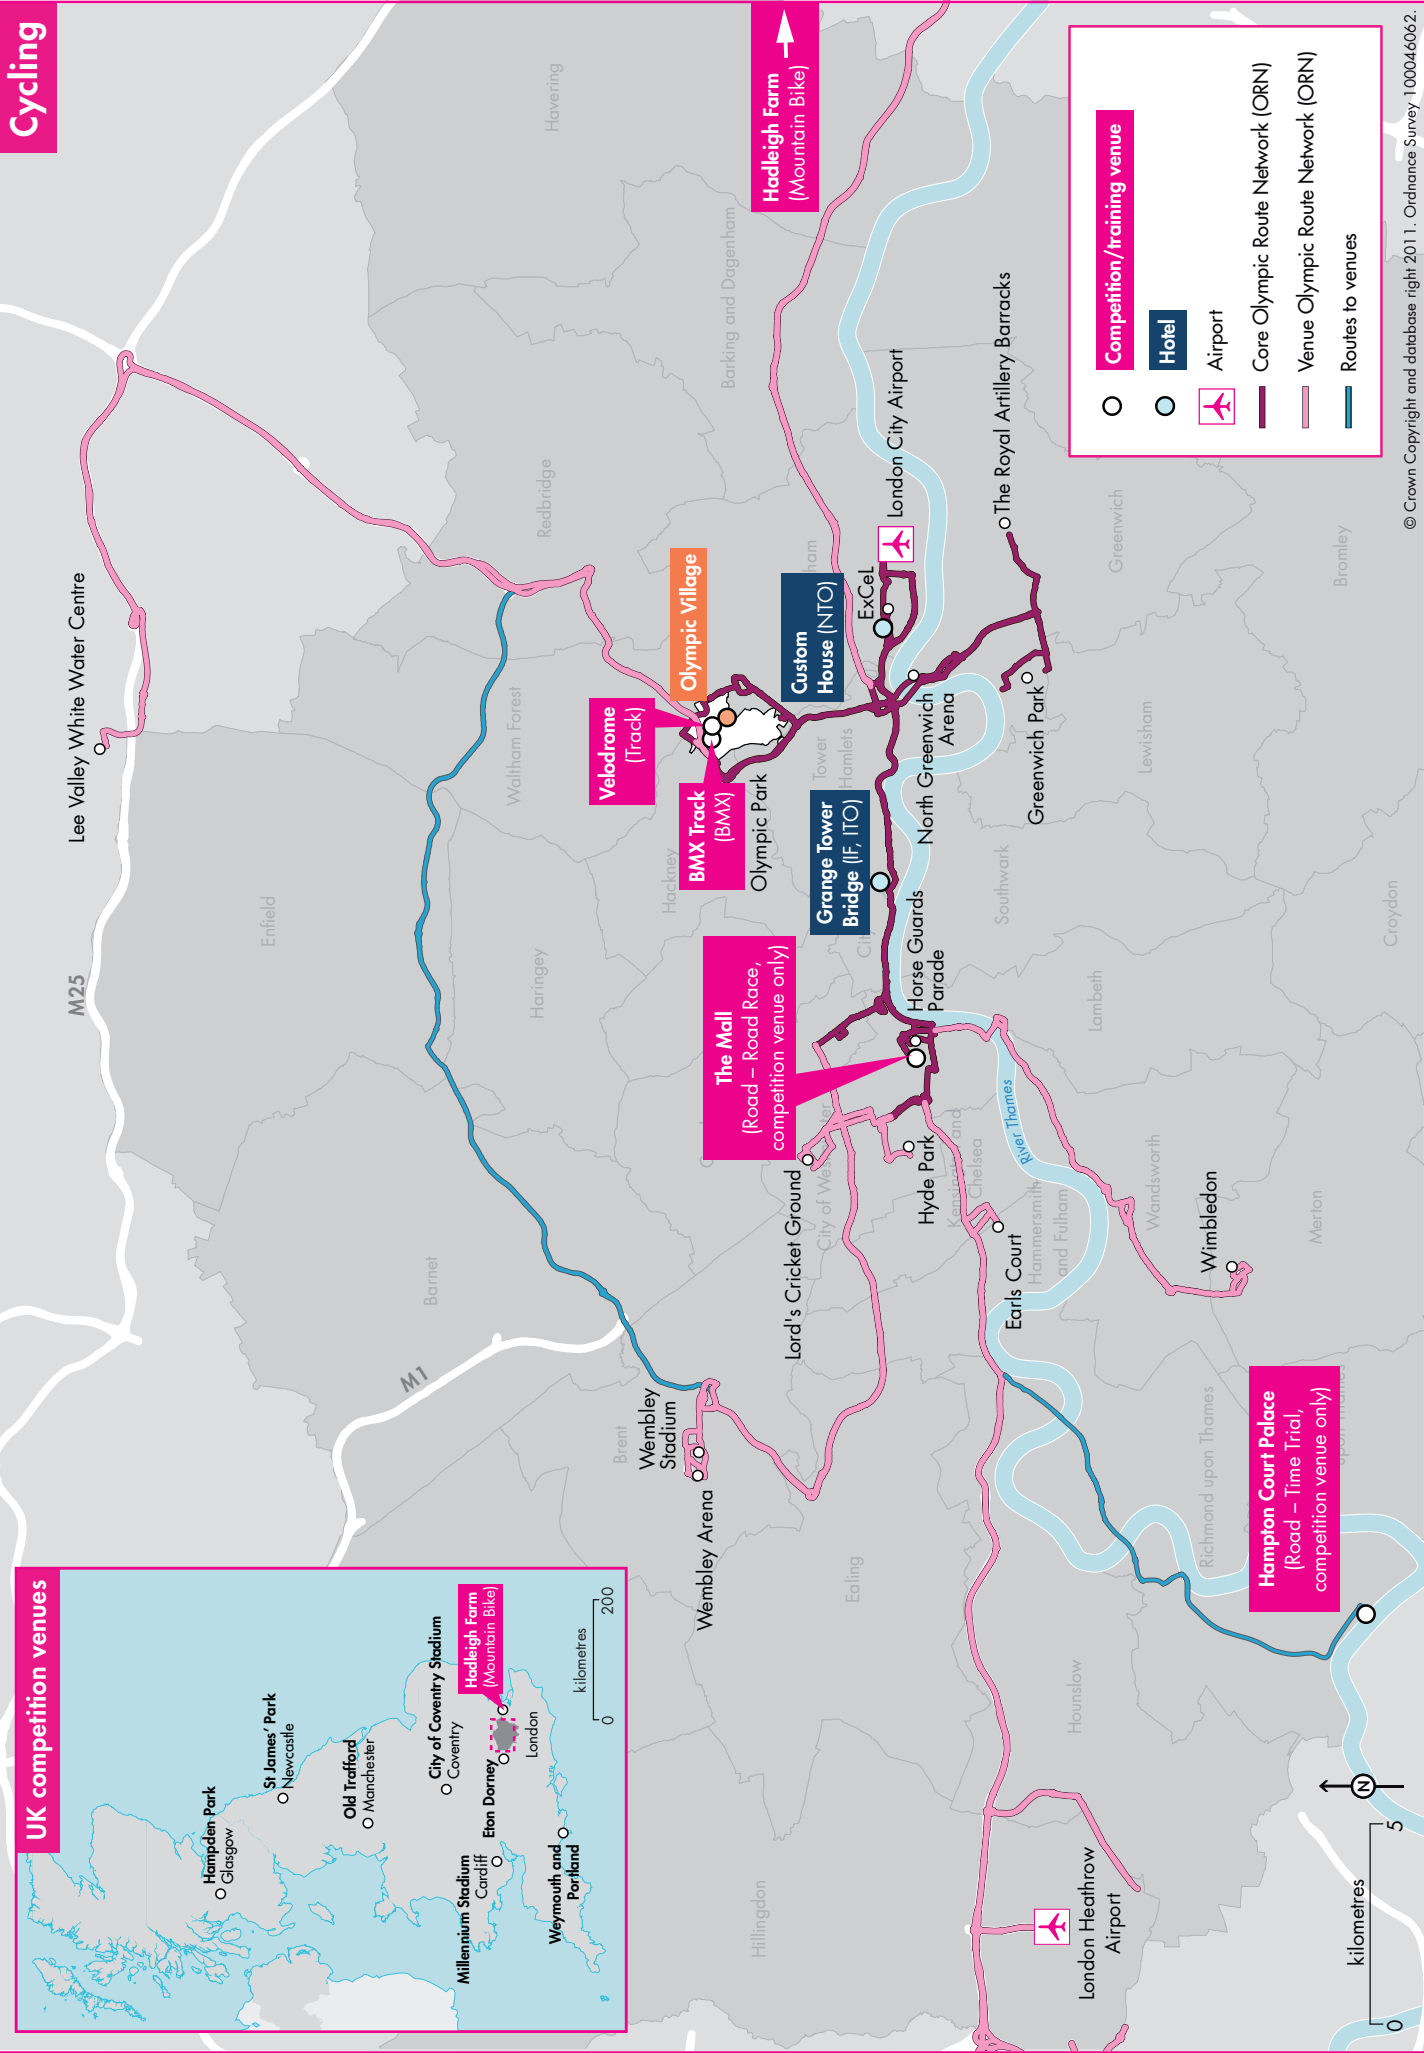 Cycling
UK competition venues
Hampden Park
Glasgow
St James' Park
Newcastle
Old Trafford
Manchester
City of Coventry Stadium
Coventry
Hadleigh Farm
(Mountain Bike)
Eton Dorney
London
Millennium Stadium
Cardiff
Weymouth and
Portland
kilometres
0
200
M25
M1
Lee Valley White Water Centre
Havering
Enfield
Barnet
Haringey
Waltham Forest
Redbridge
Barking and Dagenham
Hackney
Brent
Ealing
Hillingdon
Hounslow
Wembley
Stadium
Wembley Arena
Velodrome
(Track)
Olympic Village
BMX Track
(BMX)
Olympic Park
Hadleigh Farm
(Mountain Bike)
The Mall
(Road – Road Race,
competition venue only)
Custom
House (NTO)
Grange Tower
Bridge (IF, ITO)
Tower
Hamlets
Lord's Cricket Ground
City of
Hyde Park
Kensington and
Chelsea
Hammersmith
and Fulham
Earls Court
Horse Guards
Parade
North Greenwich
Arena
ExCeL
London City Airport
Greenwich Park
The Royal Artillery Barracks
River Thames
Southwark
Lambeth
Lewisham
Greenwich
Bromley
Croydon
Wandsworth
Wimbledon
Merton
Richmond upon Thames
upon Thames
Hampton Court Palace
(Road – Time Trial,
competition venue only)
London Heathrow
Airport
kilometres
0
5
N
Competition/training venue
Hotel
Airport
Core Olympic Route Network (ORN)
Venue Olympic Route Network (ORN)
Routes to venues
© Crown Copyright and database right 2011. Ordnance Survey 100046062.